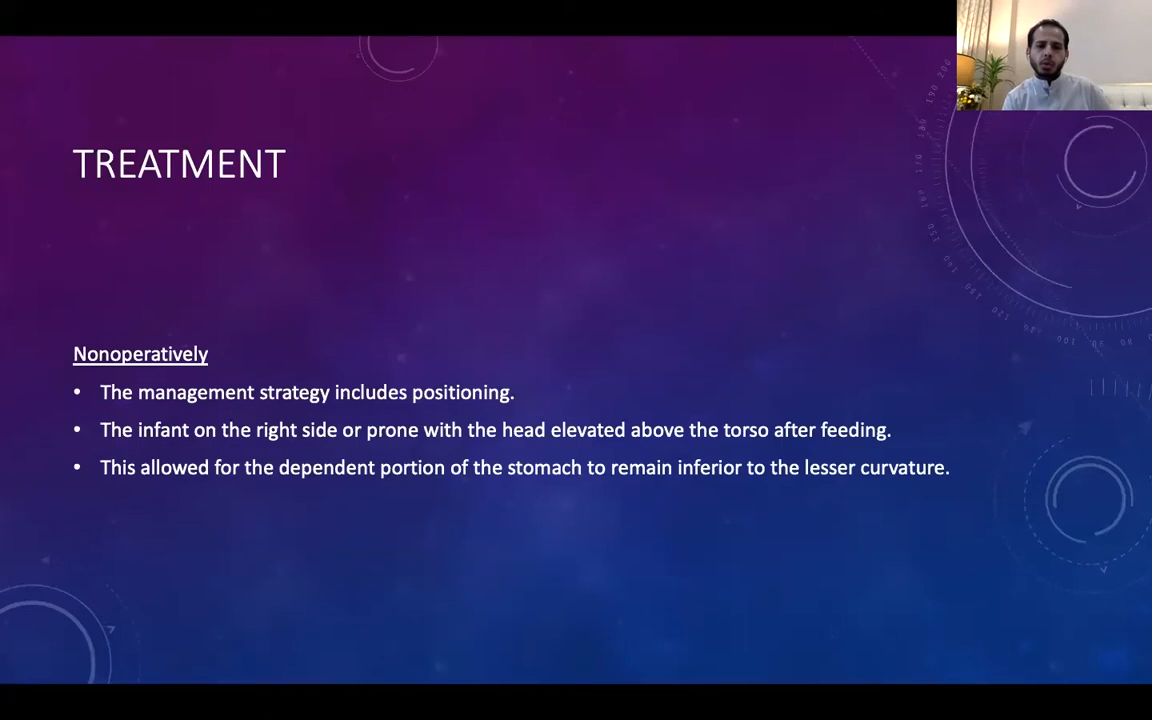 TREATMENT
Nonoperatively
• The management strategy includes positioning.
• The infant on the right side or prone with the head elevated above the torso after feeding.
• This allowed for the dependent portion of the stomach to remain inferior to the lesser curvature.